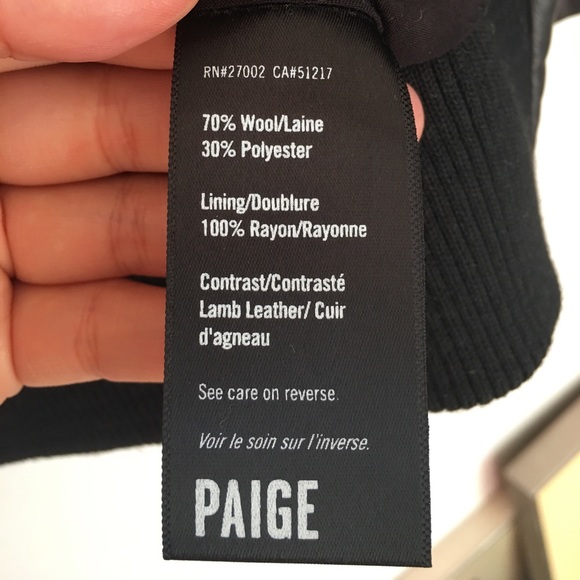 RN#27002 CA#51217
70% Wool/Laine
30% Polyester
Lining/Doublure
100% Rayon/Rayonne
Contrast/Contrasté
Lamb Leather/ Cuir
d'agneau
See care on reverse.
Voir le soin sur l'inverse.
PAIGE